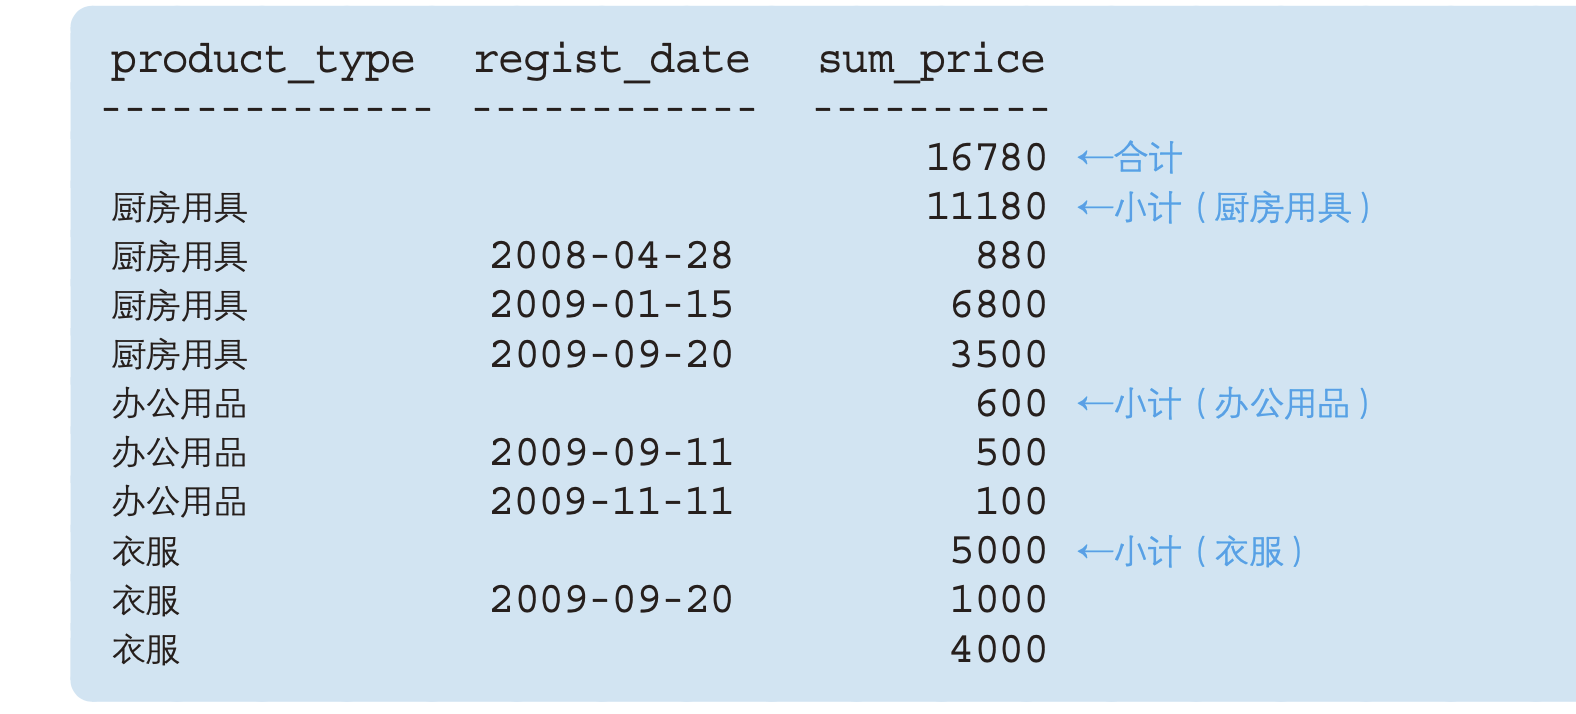 product_type regist_date sum_price
-------------- ------------ ----------
16780 ←合计
厨房用具 11180 ←小计（厨房用具）
厨房用具 2008-04-28 880
厨房用具 2009-01-15 6800
厨房用具 2009-09-20 3500
办公用品 600 ←小计（办公用品）
办公用品 2009-09-11 500
办公用品 2009-11-11 100
衣服 5000 ←小计（衣服）
衣服 2009-09-20 1000
衣服 4000